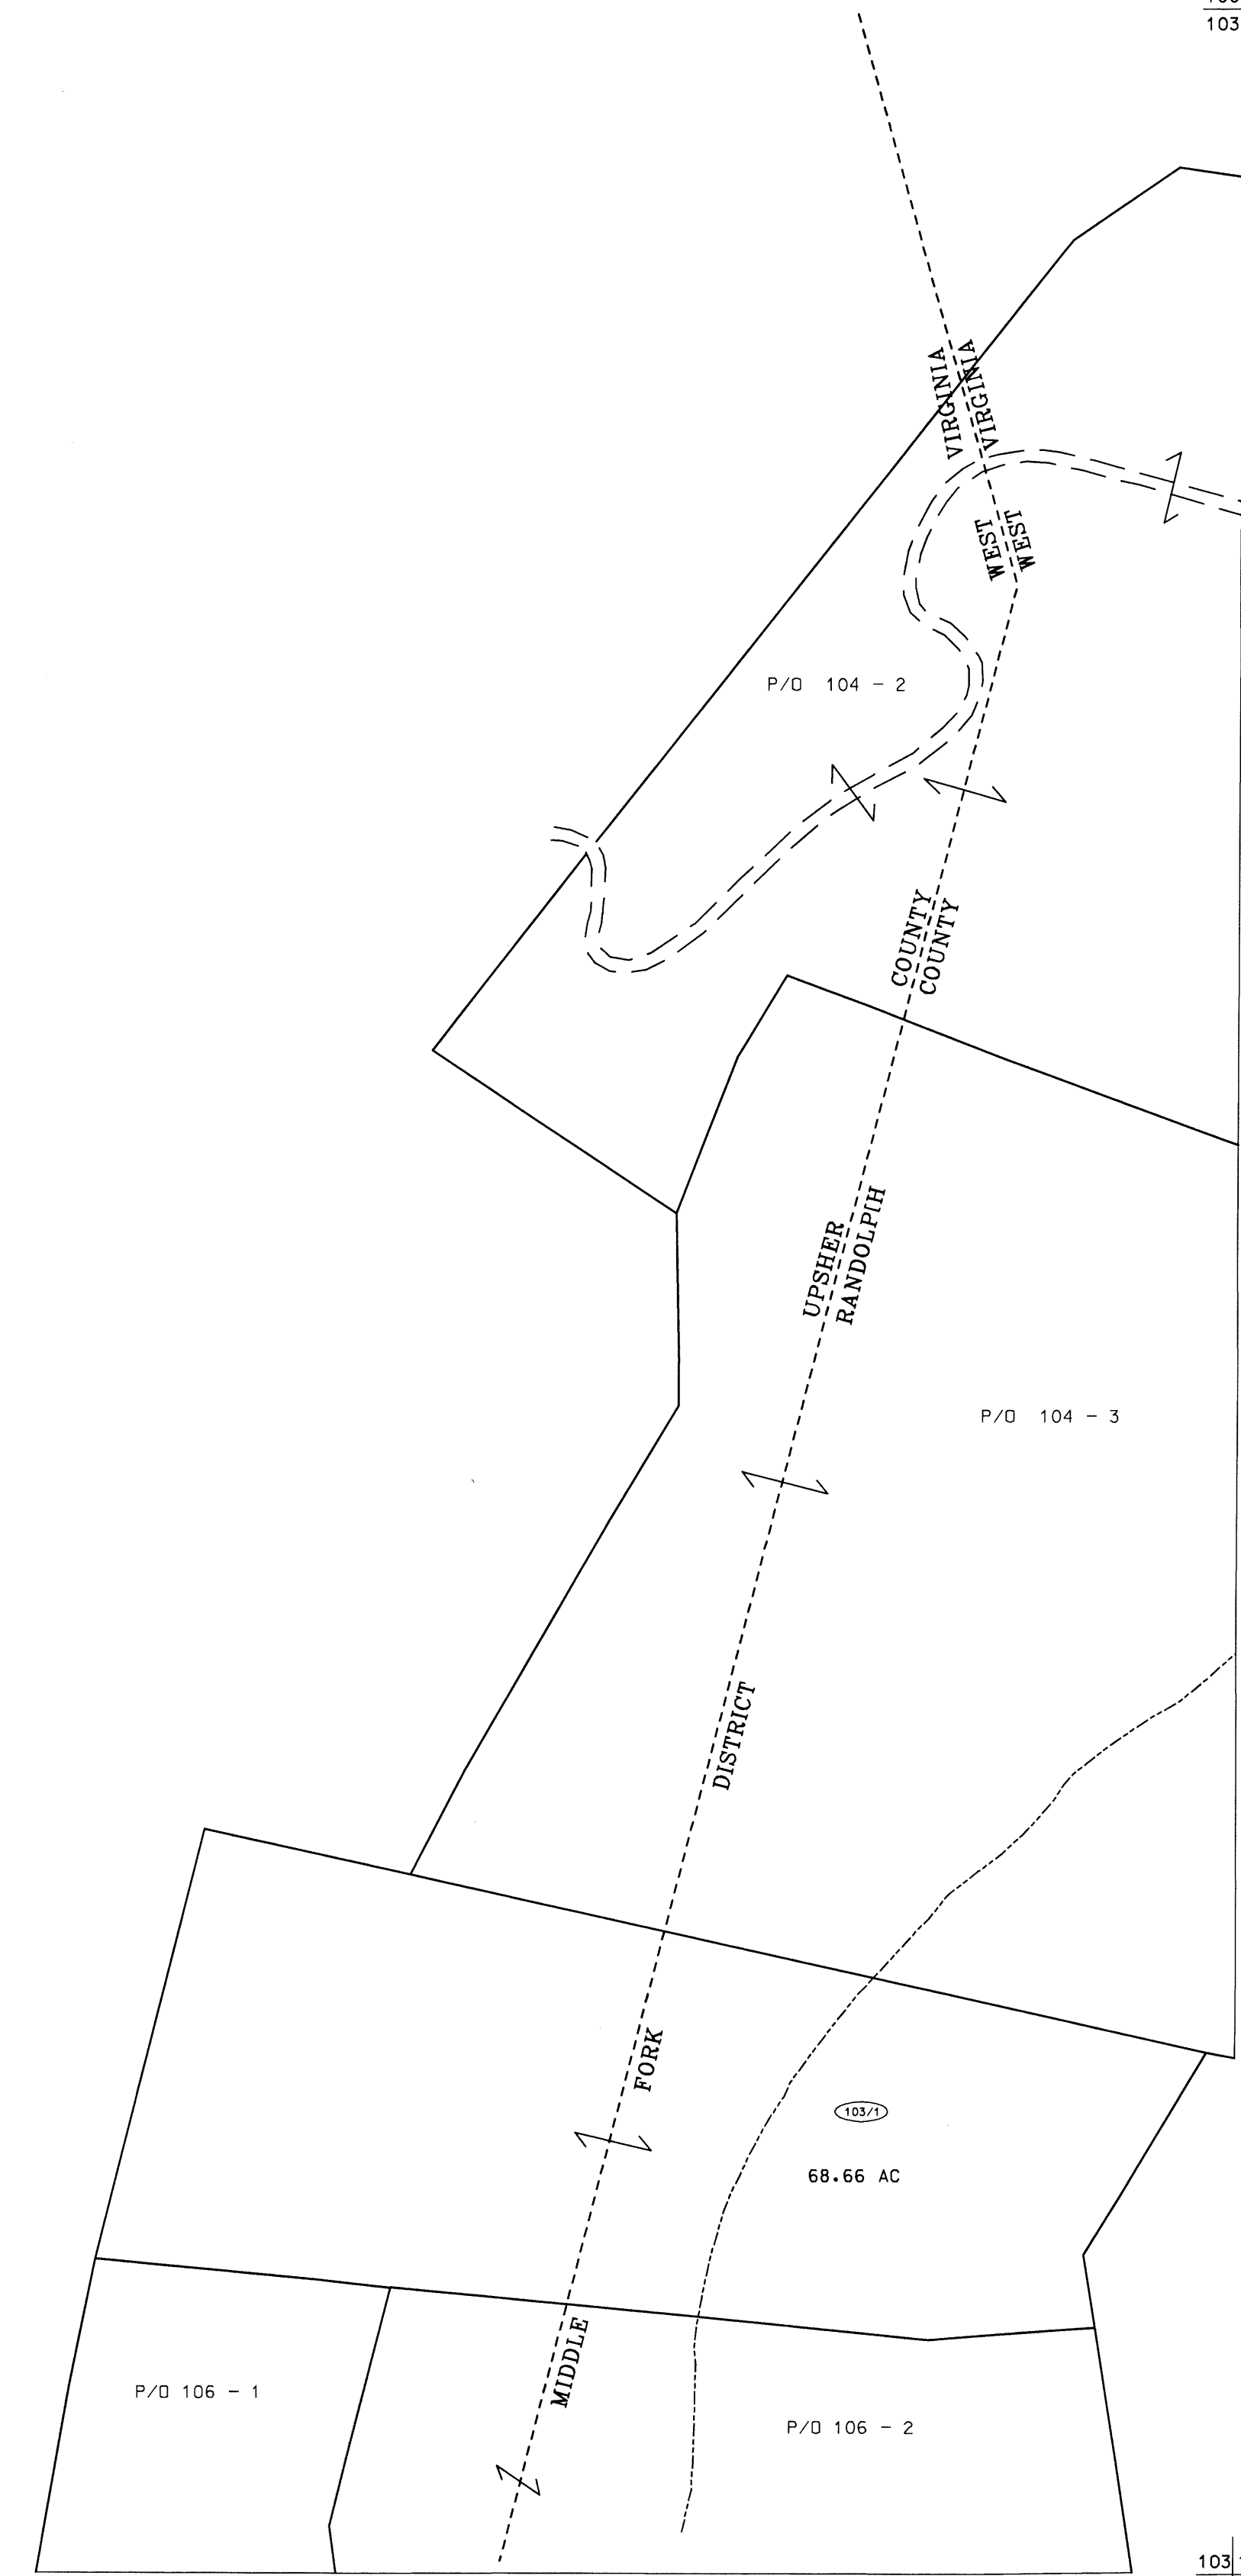 103
VIRGINIA
VIRGINIA
WEST
WEST
P/O 104 - 2
COUNTY
COUNTY
UPSHER
RANDOLPH
P/O 104 - 3
DISTRICT
FORK
103/1
68.66 AC
MIDDLE
P/O 106 - 1
P/O 106 - 2
103